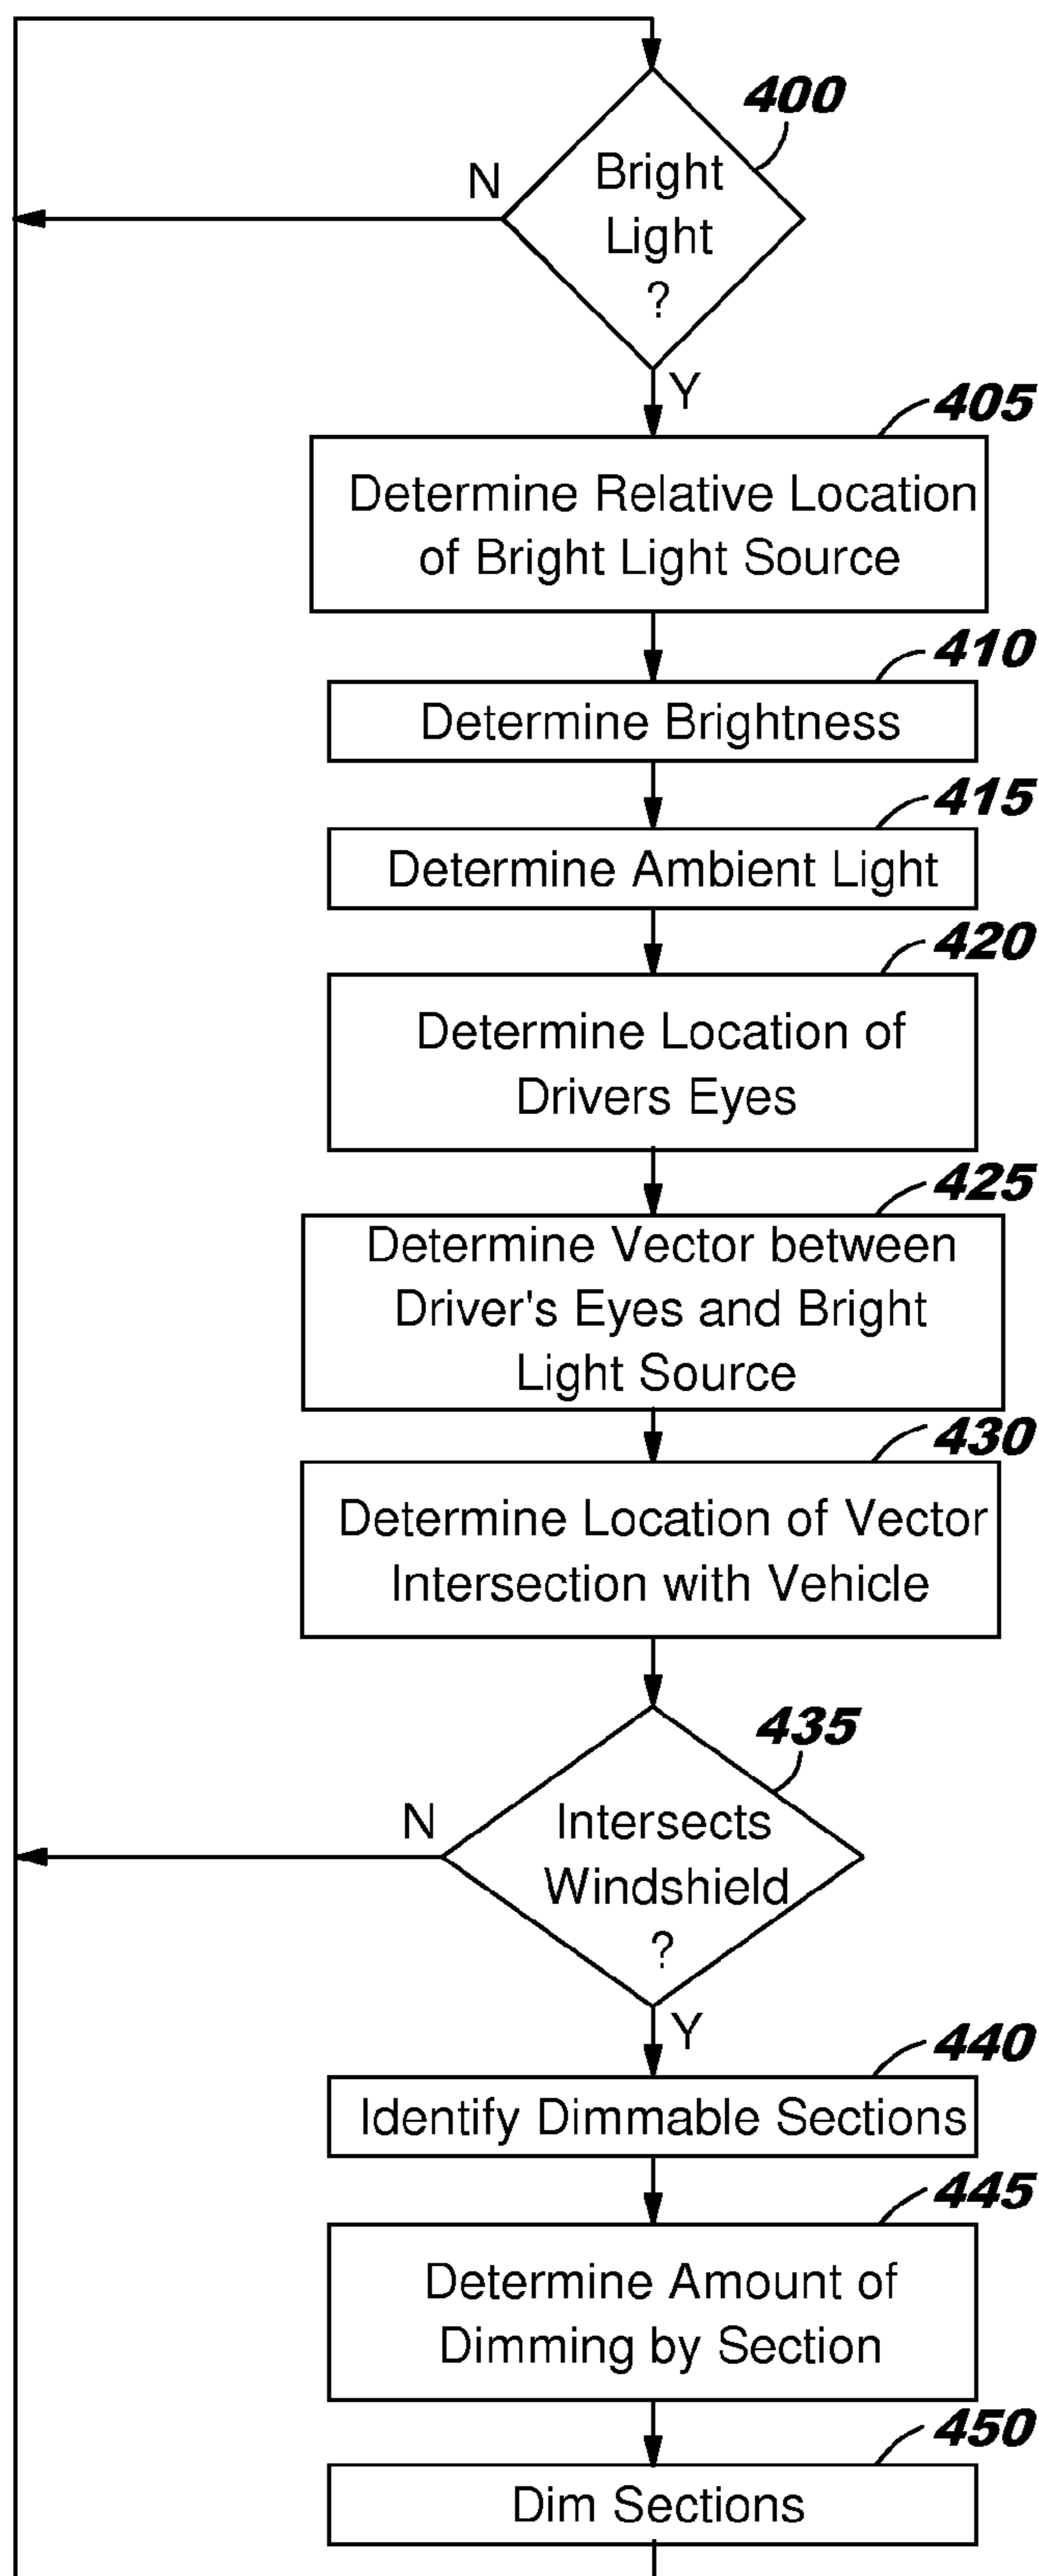 400
Bright
Light
?
N
Y
405
Determine Relative Location
of Bright Light Source
410
Determine Brightness
415
Determine Ambient Light
420
Determine Location of
Drivers Eyes
425
Determine Vector between
Driver's Eyes and Bright
Light Source
430
Determine Location of Vector
Intersection with Vehicle
435
Intersects
Windshield
?
N
Y
440
Identify Dimmable Sections
445
Determine Amount of
Dimming by Section
450
Dim Sections